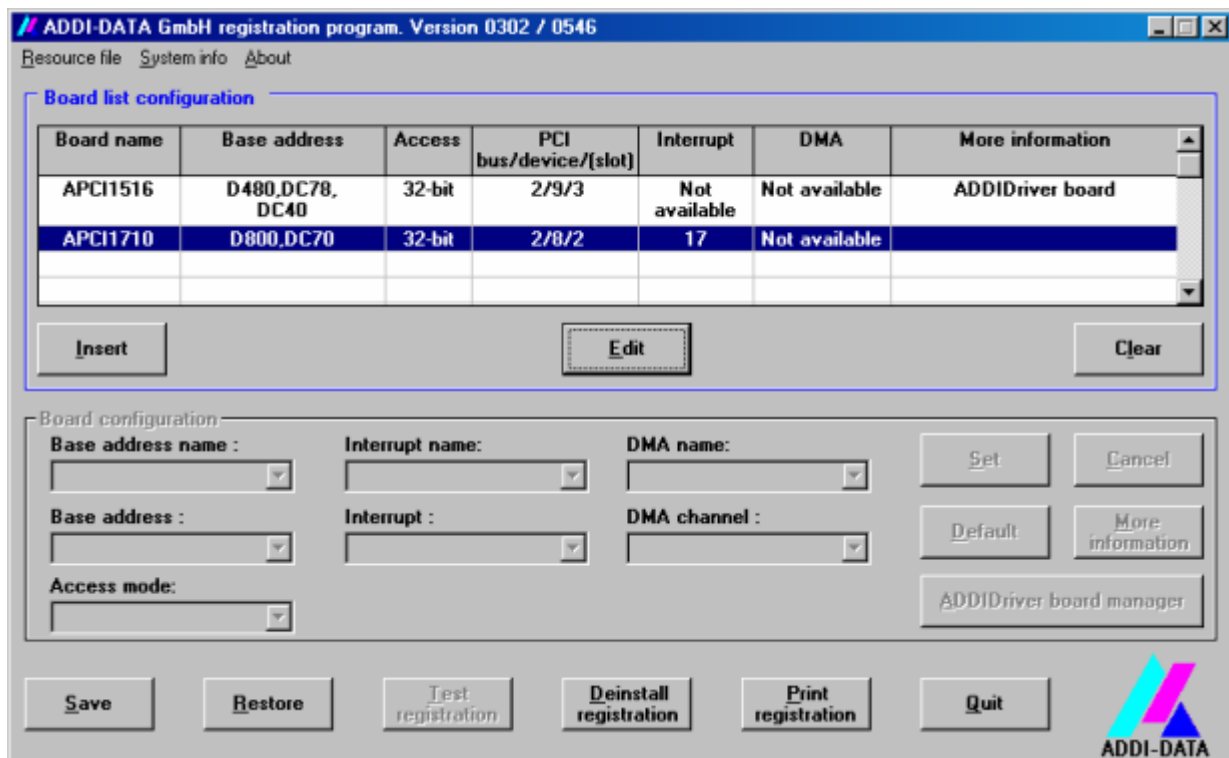 ADDI-DATA GmbH registration program. Version 0302 / 0546
Resource file System info About
Board list configuration
Board name Base address Access PCI bus/device/(slot) Interrupt DMA More information
APCI1516 D480,DC78, DC40 32-bit 2/9/3 Not available Not available ADDIDriver board
APCI1710 D800,DC70 32-bit 2/8/2 17 Not available
Insert Edit Clear
Board configuration
Base address name : Interrupt name: DMA name:
Set Cancel
Base address : Interrupt : DMA channel :
Default More information
Access mode:
ADDIDriver board manager
Save Restore Test registration Deinstall registration Print registration Quit
ADDI-DATA